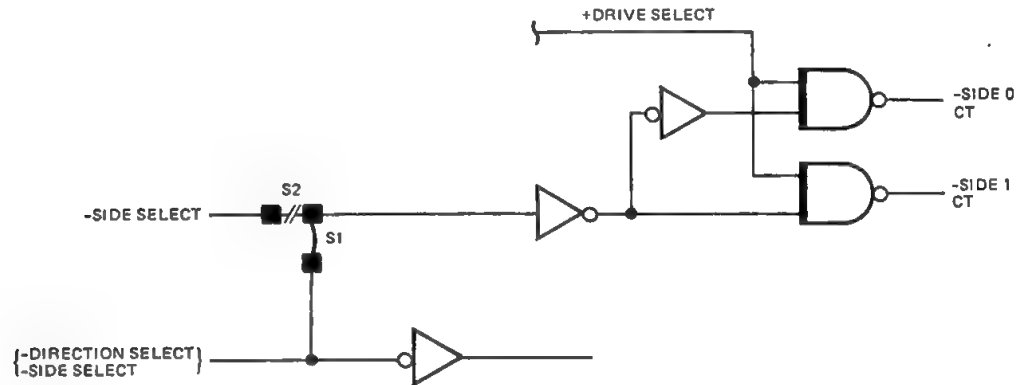 +DRIVE SELECT
-SIDE 0
CT
-SIDE 1
CT
S2
-SIDE SELECT
S1
{-DIRECTION SELECT}
-SIDE SELECT